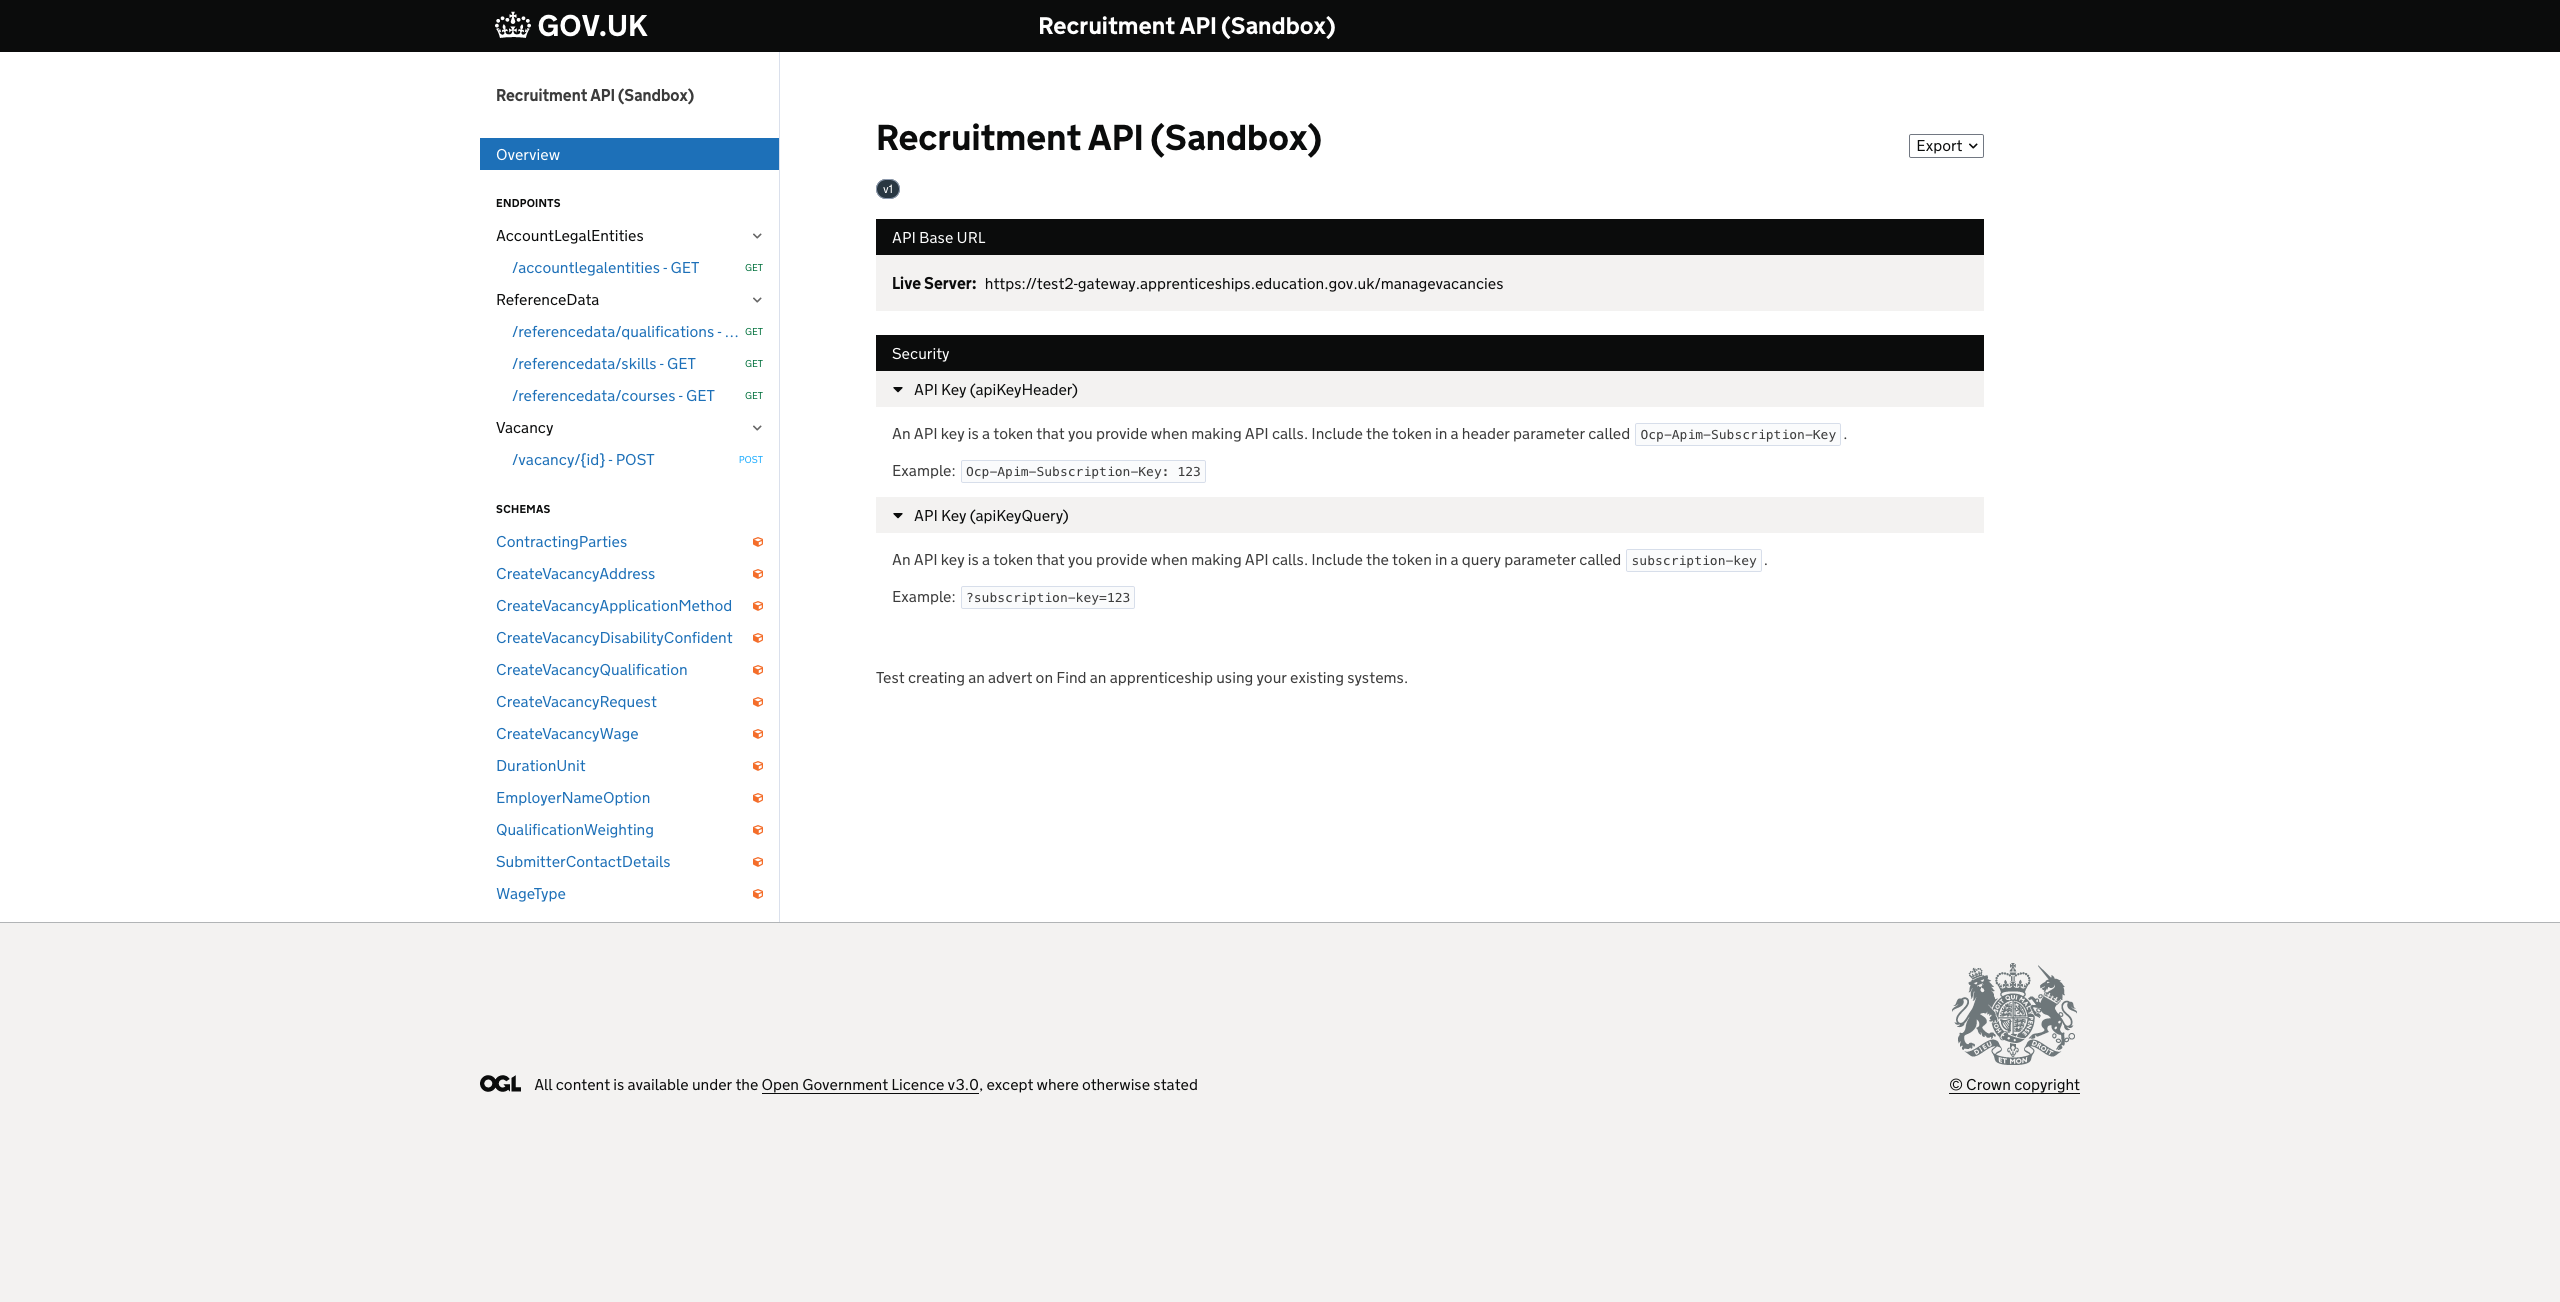 GOV.UK
Recruitment API (Sandbox)
Recruitment API (Sandbox)
Overview
ENDPOINTS
AccountLegalEntities
/accountlegalentities - GET GET
ReferenceData
/referencedata/qualifications - … GET
/referencedata/skills - GET GET
/referencedata/courses - GET GET
Vacancy
/vacancy/{id} - POST POST
SCHEMAS
ContractingParties
CreateVacancyAddress
CreateVacancyApplicationMethod
CreateVacancyDisabilityConfident
CreateVacancyQualification
CreateVacancyRequest
CreateVacancyWage
DurationUnit
EmployerNameOption
QualificationWeighting
SubmitterContactDetails
WageType
Recruitment API (Sandbox)
Export
v1
API Base URL
Live Server: https://test2-gateway.apprenticeships.education.gov.uk/managevacancies
Security
API Key (apiKeyHeader)
An API key is a token that you provide when making API calls. Include the token in a header parameter called Ocp-Apim-Subscription-Key .
Example: Ocp-Apim-Subscription-Key: 123
API Key (apiKeyQuery)
An API key is a token that you provide when making API calls. Include the token in a query parameter called subscription-key .
Example: ?subscription-key=123
Test creating an advert on Find an apprenticeship using your existing systems.
OGL All content is available under the Open Government Licence v3.0, except where otherwise stated
DIEU ET MON DROIT
© Crown copyright